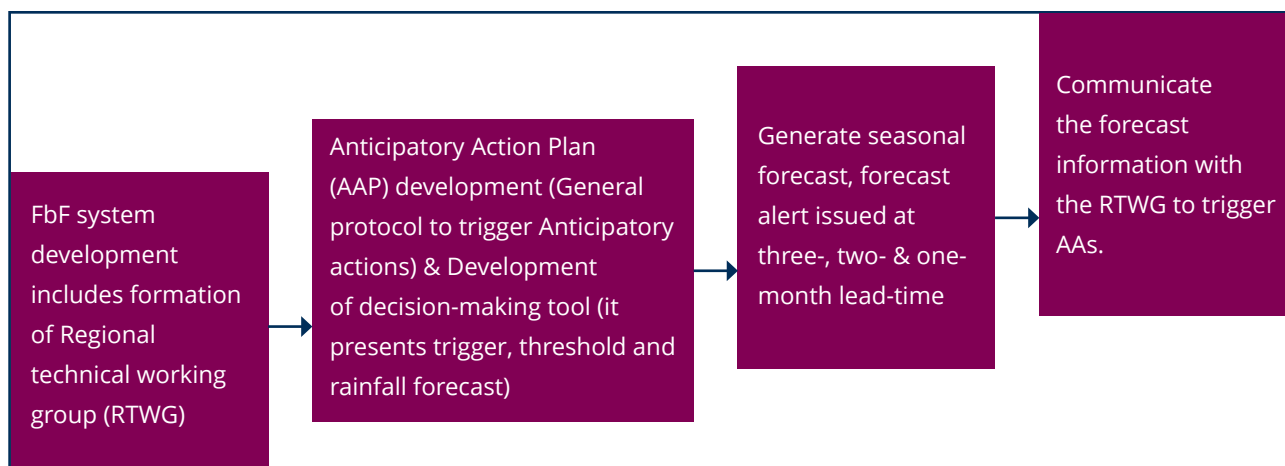 FbF system
development
includes formation
of Regional
technical working
group (RTWG)
Anticipatory Action Plan
(AAP) development (General
protocol to trigger Anticipatory
actions) & Development
of decision-making tool (it
presents trigger, threshold and
rainfall forecast)
Generate seasonal
forecast, forecast
alert issued at
three-, two- & one-
month lead-time
Communicate
the forecast
information with
the RTWG to trigger
AAs.